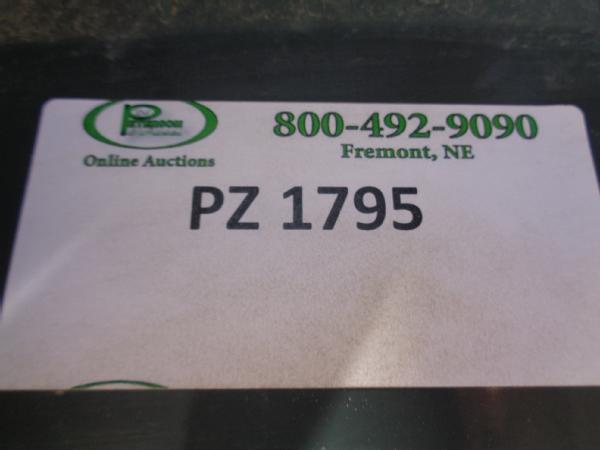 800-492-9090
Online Auctions
Fremont, NE
PZ 1795